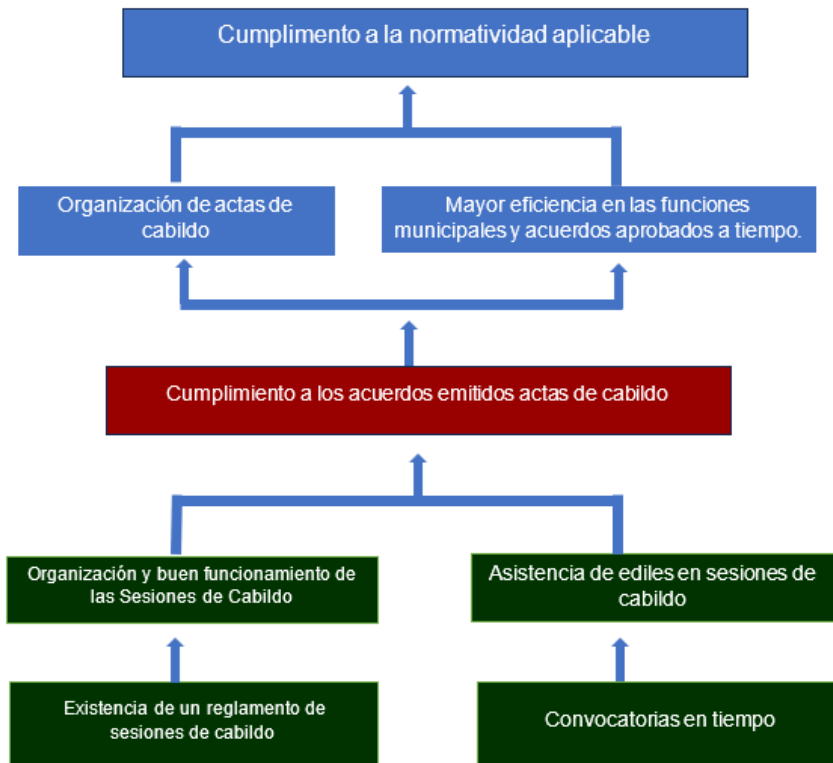 Cumplimento a la normatividad aplicable
Organización de actas de
cabildo
Mayor eficiencia en las funciones
municipales y acuerdos aprobados a tiempo.
Cumplimiento a los acuerdos emitidos actas de cabildo
Organización y buen funcionamiento de
las Sesiones de Cabildo
Asistencia de ediles en sesiones de
cabildo
Existencia de un reglamento de
sesiones de cabildo
Convocatorias en tiempo